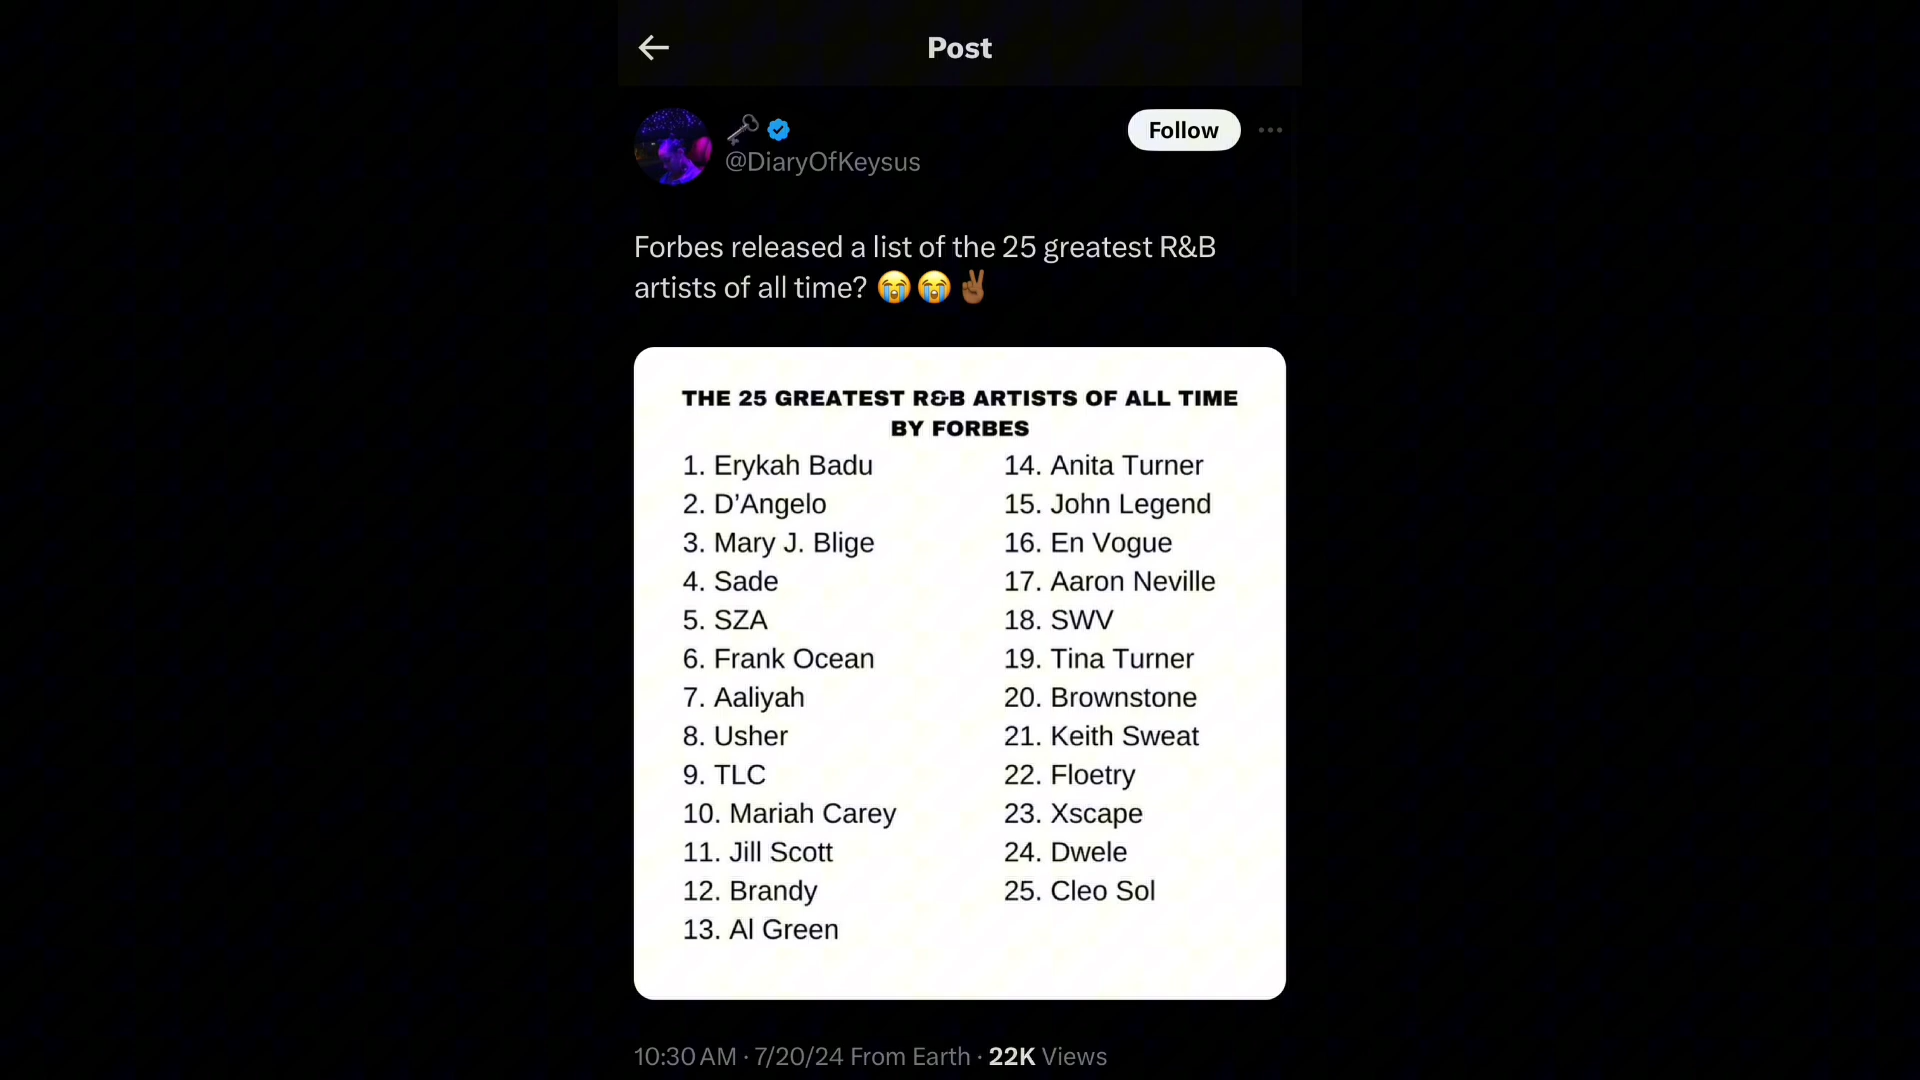 Post
@DiaryOfKeysus
Follow
Forbes released a list of the 25 greatest R&B
artists of all time? 😭😭✌🏾
THE 25 GREATEST R&B ARTISTS OF ALL TIME
BY FORBES
1. Erykah Badu
2. D’Angelo
3. Mary J. Blige
4. Sade
5. SZA
6. Frank Ocean
7. Aaliyah
8. Usher
9. TLC
10. Mariah Carey
11. Jill Scott
12. Brandy
13. Al Green
14. Anita Turner
15. John Legend
16. En Vogue
17. Aaron Neville
18. SWV
19. Tina Turner
20. Brownstone
21. Keith Sweat
22. Floetry
23. Xscape
24. Dwele
25. Cleo Sol
10:30 AM · 7/20/24 From Earth · 22K Views